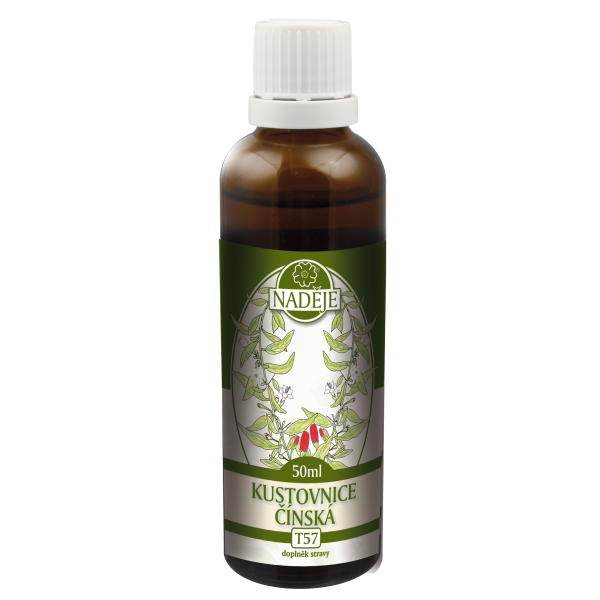 NADĚJE
50ml
KUSTOVNICE
ČÍNSKÁ
T57
doplněk stravy